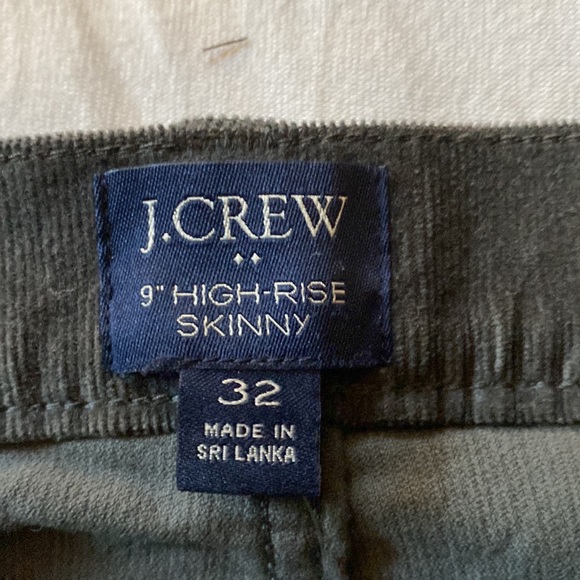 J.CREW
9" HIGH-RISE
SKINNY
32
MADE IN
SRI LANKA